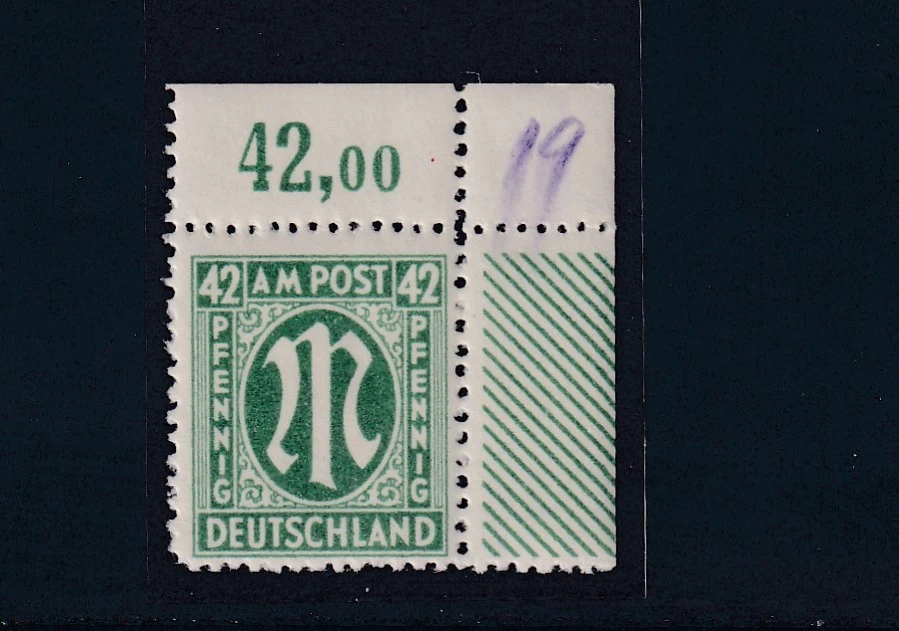 42,00
19
42 AM POST 42
PFENNIG
M
PFENNIG
DEUTSCHLAND